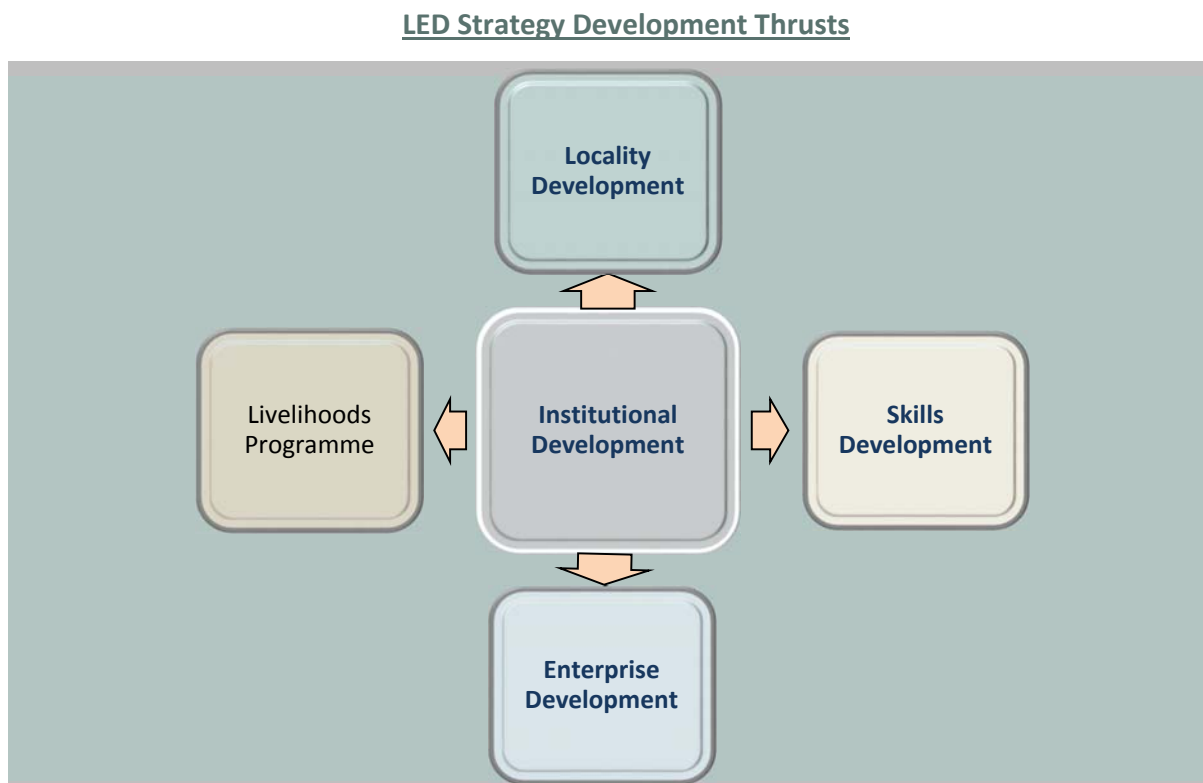 LED Strategy Development Thrusts
Locality
Development
Livelihoods
Programme
Institutional
Development
Skills
Development
Enterprise
Development